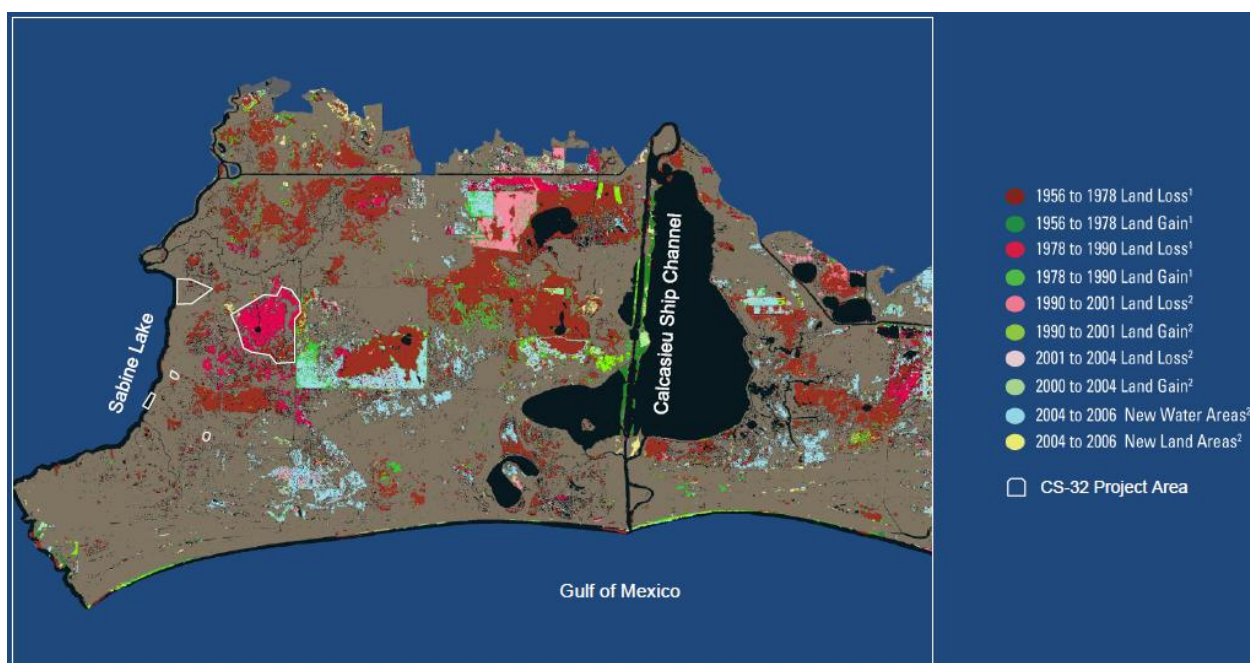 Sabine Lake
Calcasieu Ship Channel
Gulf of Mexico
1956 to 1978 Land Loss¹
1956 to 1978 Land Gain¹
1978 to 1990 Land Loss¹
1978 to 1990 Land Gain¹
1990 to 2001 Land Loss²
1990 to 2001 Land Gain²
2001 to 2004 Land Loss²
2000 to 2004 Land Gain²
2004 to 2006 New Water Areas²
2004 to 2006 New Land Areas²
CS-32 Project Area